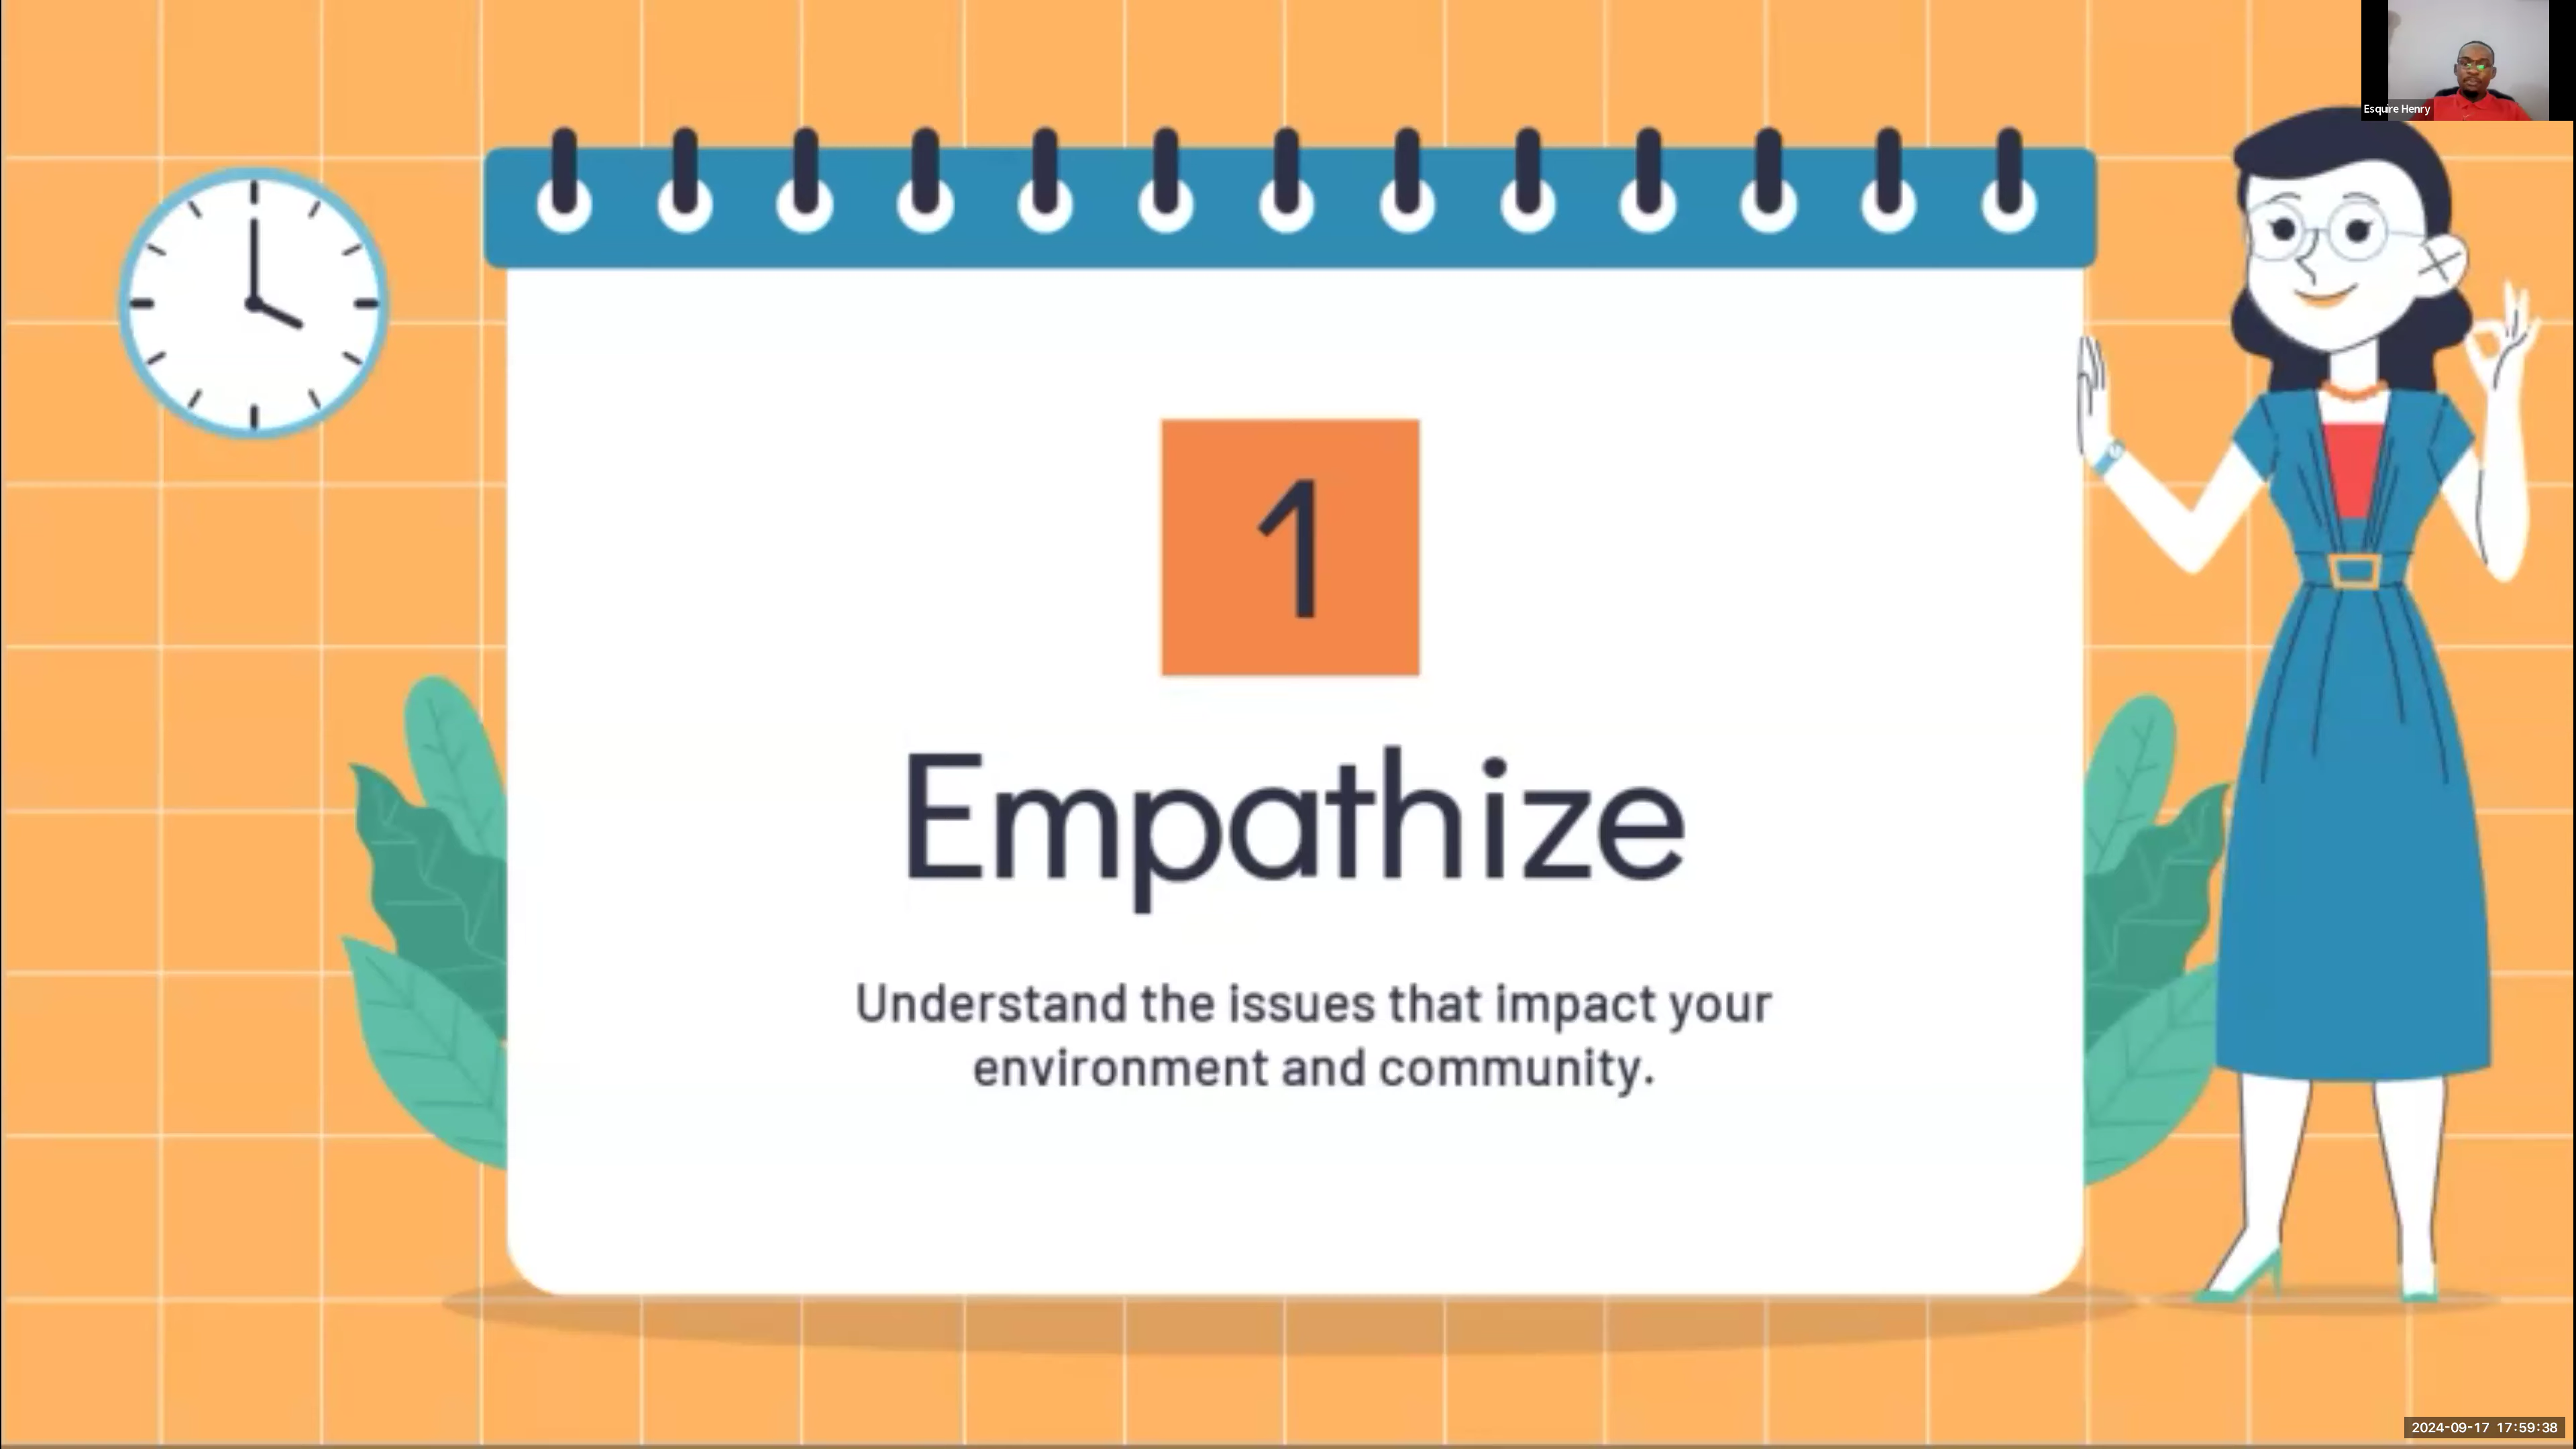 Esquire Henry
1
Empathize
Understand the issues that impact your
environment and community.
2024-09-17 17:59:38